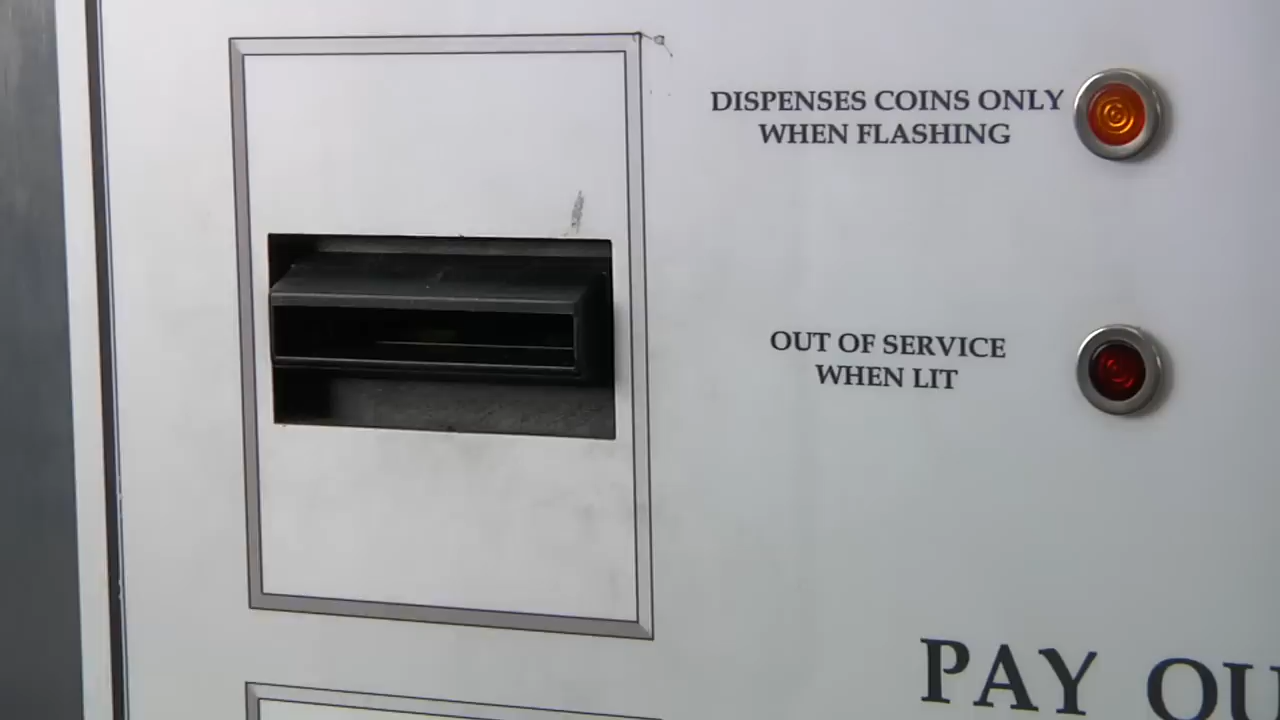 DISPENSES COINS ONLY
WHEN FLASHING
OUT OF SERVICE
WHEN LIT
PAY